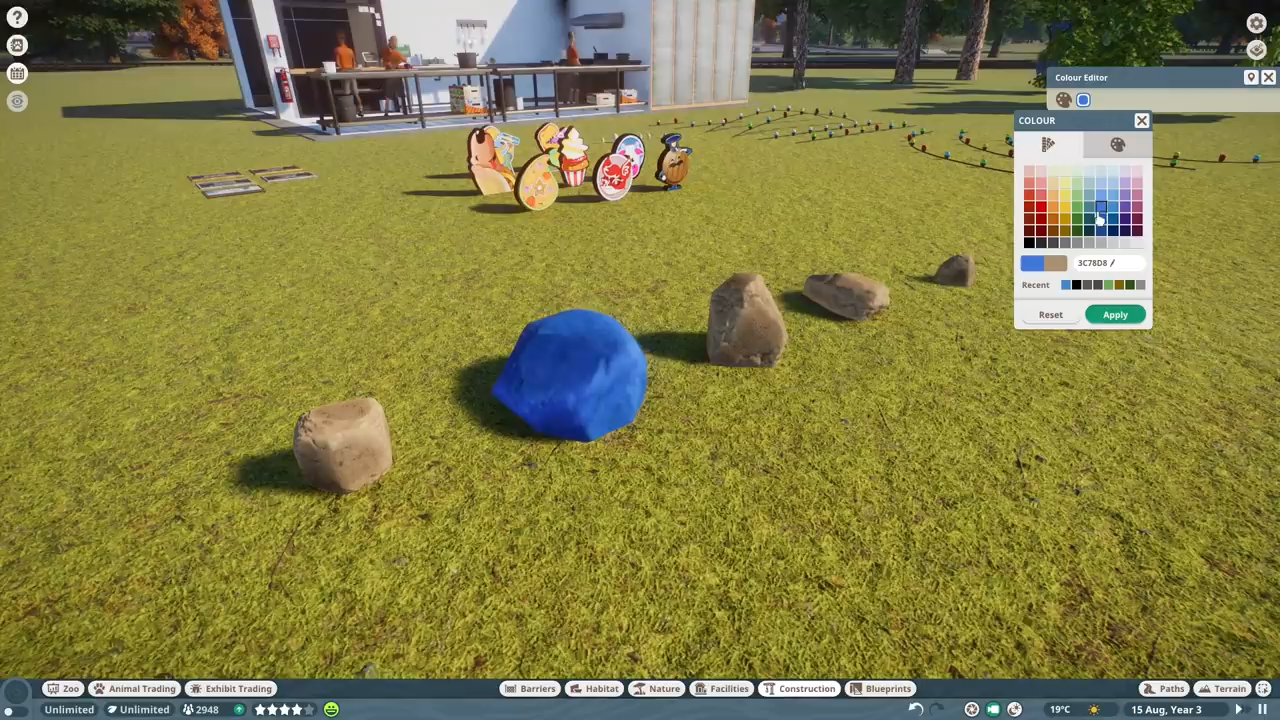 Colour Editor
COLOUR
3C78D8
Recent
Reset Apply
Zoo Animal Trading Exhibit Trading Barriers Habitat Nature Facilities Construction Blueprints Paths Terrain
Unlimited Unlimited 2948 19°C 15 Aug, Year 3